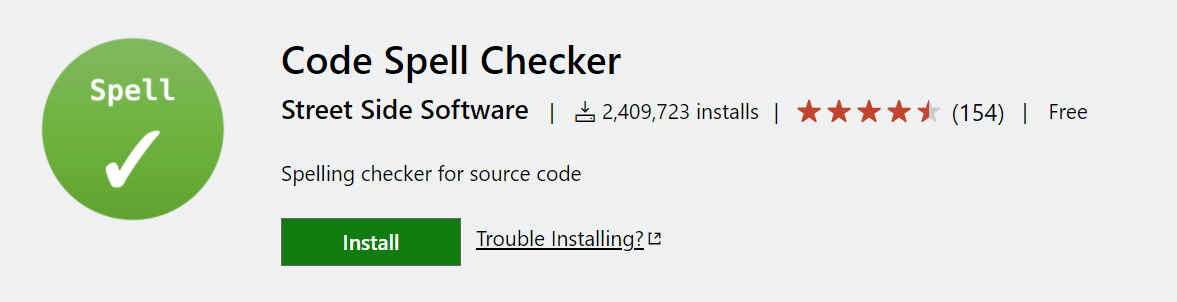 Spell
Code Spell Checker
Street Side Software | 2,409,723 installs | (154) | Free
Spelling checker for source code
Install Trouble Installing?